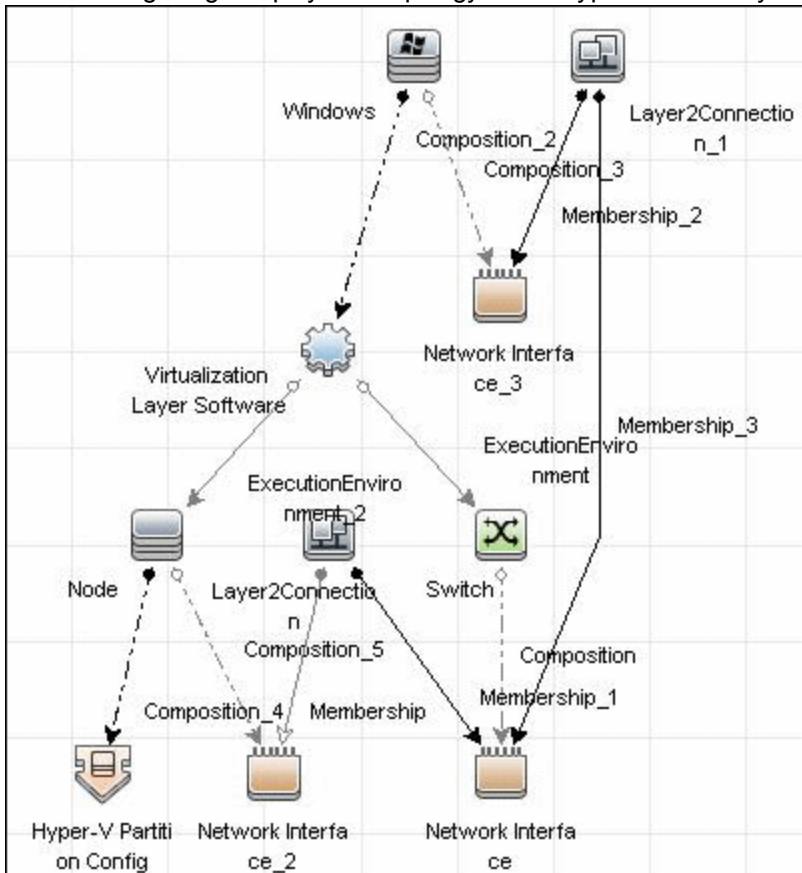 Windows
Layer2Connectio
n_1
Composition_2
Composition_3
Membership_2
Network Interfa
ce_3
Virtualization
Layer Software
Membership_3
ExecutionEnviro
nment
ExecutionEnviro
nment_2
Node
Layer2Connectio
n
Switch
Composition_5
Composition
Composition_4
Membership
Membership_1
Hyper-V Partiti
on Config
Network Interfa
ce_2
Network Interfa
ce